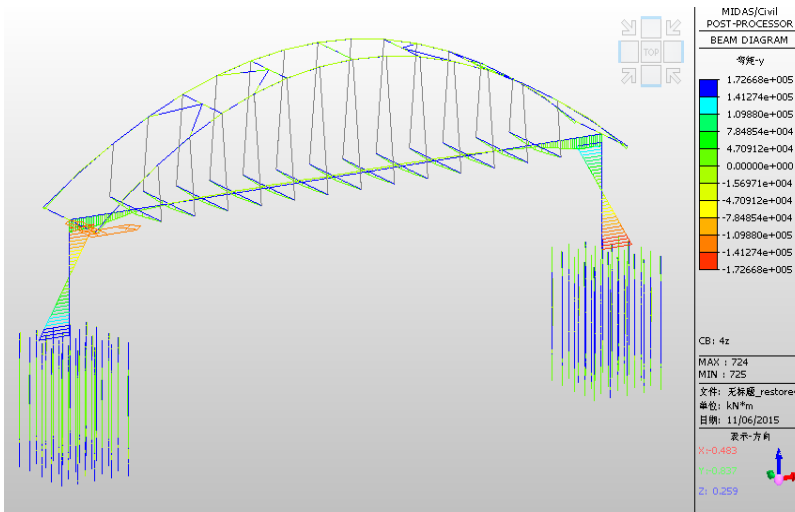 MIDAS/Civil
POST-PROCESSOR
BEAM DIAGRAM
弯矩-y
1.72668e+005
1.41274e+005
1.09880e+005
7.84854e+004
4.70912e+004
0.00000e+000
-1.56971e+004
-4.70912e+004
-7.84854e+004
-1.09880e+005
-1.41274e+005
-1.72668e+005
CB: 4z
MAX : 724
MIN : 725
文件: 无标题_restore
单位: kN*m
日期: 11/06/2015
表示-方向
X:-0.483
Z: 0.259
TOP